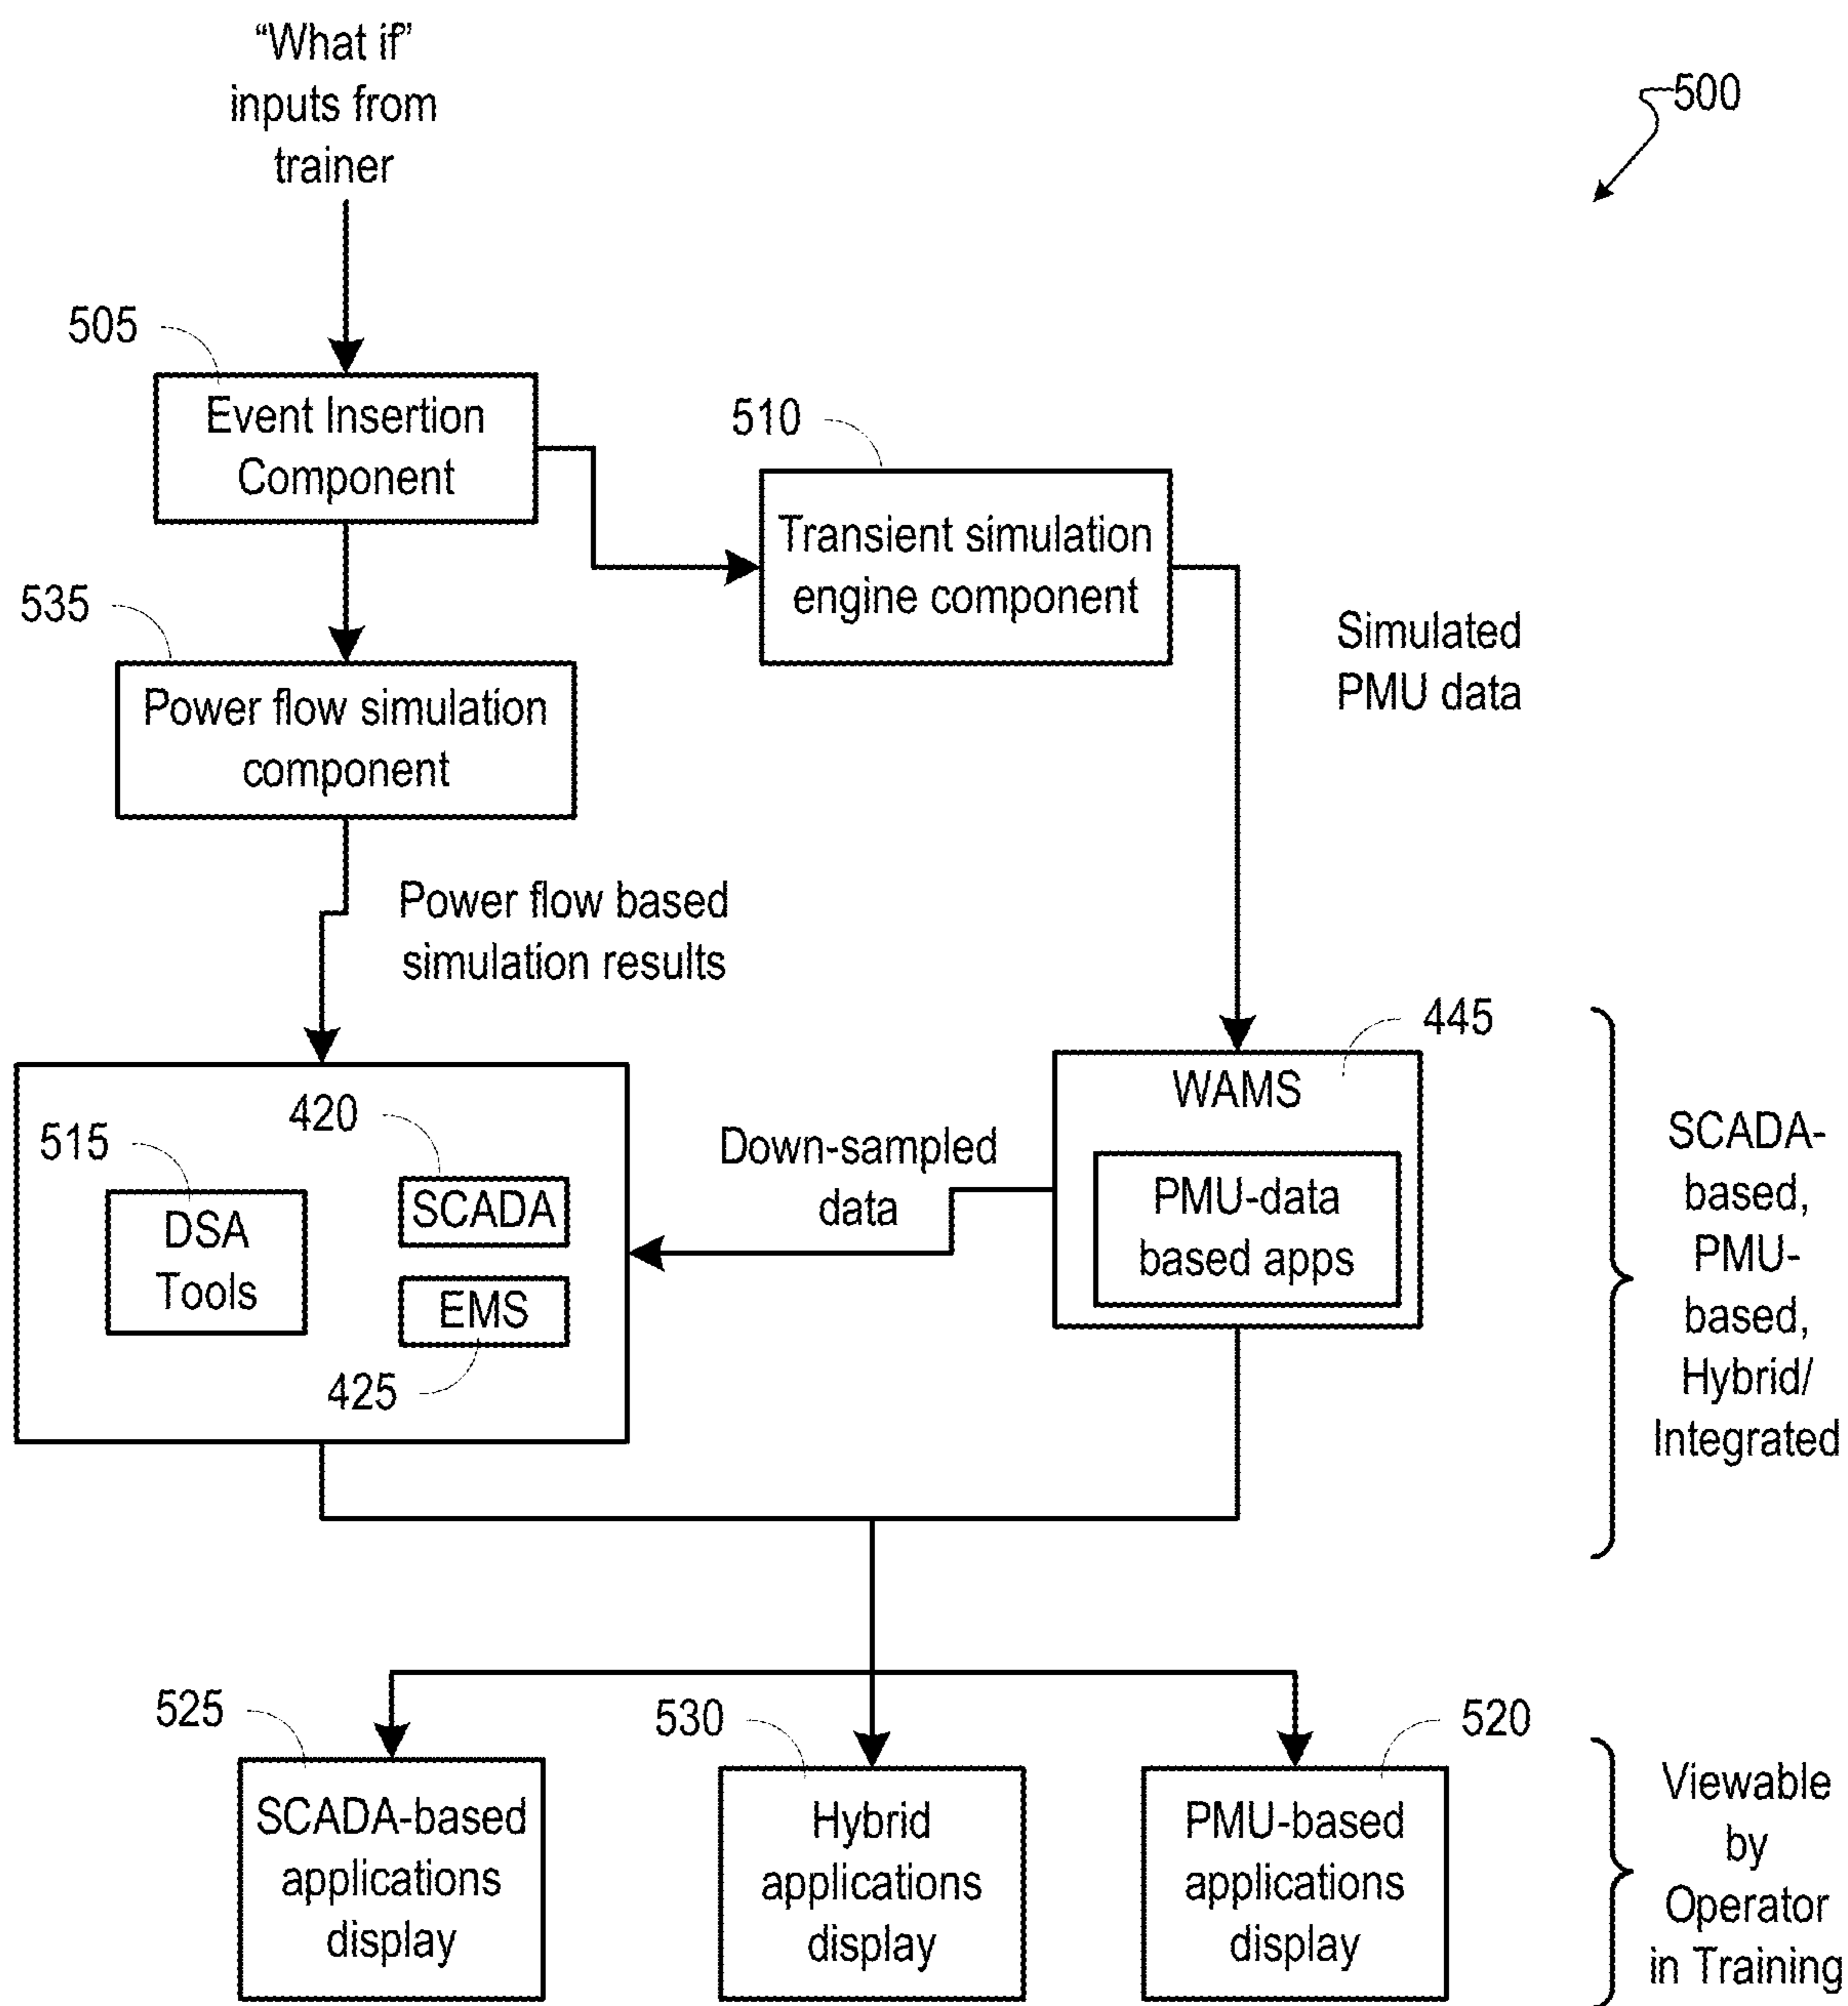 “What if”
inputs from
trainer
500
505
Event Insertion
Component
510
Transient simulation
engine component
535
Power flow simulation
component
Simulated
PMU data
Power flow based
simulation results
445
WAMS
PMU-data
based apps
420
515
SCADA
DSA
Tools
EMS
425
Down-sampled
data
SCADA-
based,
PMU-
based,
Hybrid/
Integrated
525
530
520
SCADA-based
applications
display
Hybrid
applications
display
PMU-based
applications
display
Viewable
by
Operator
in Training